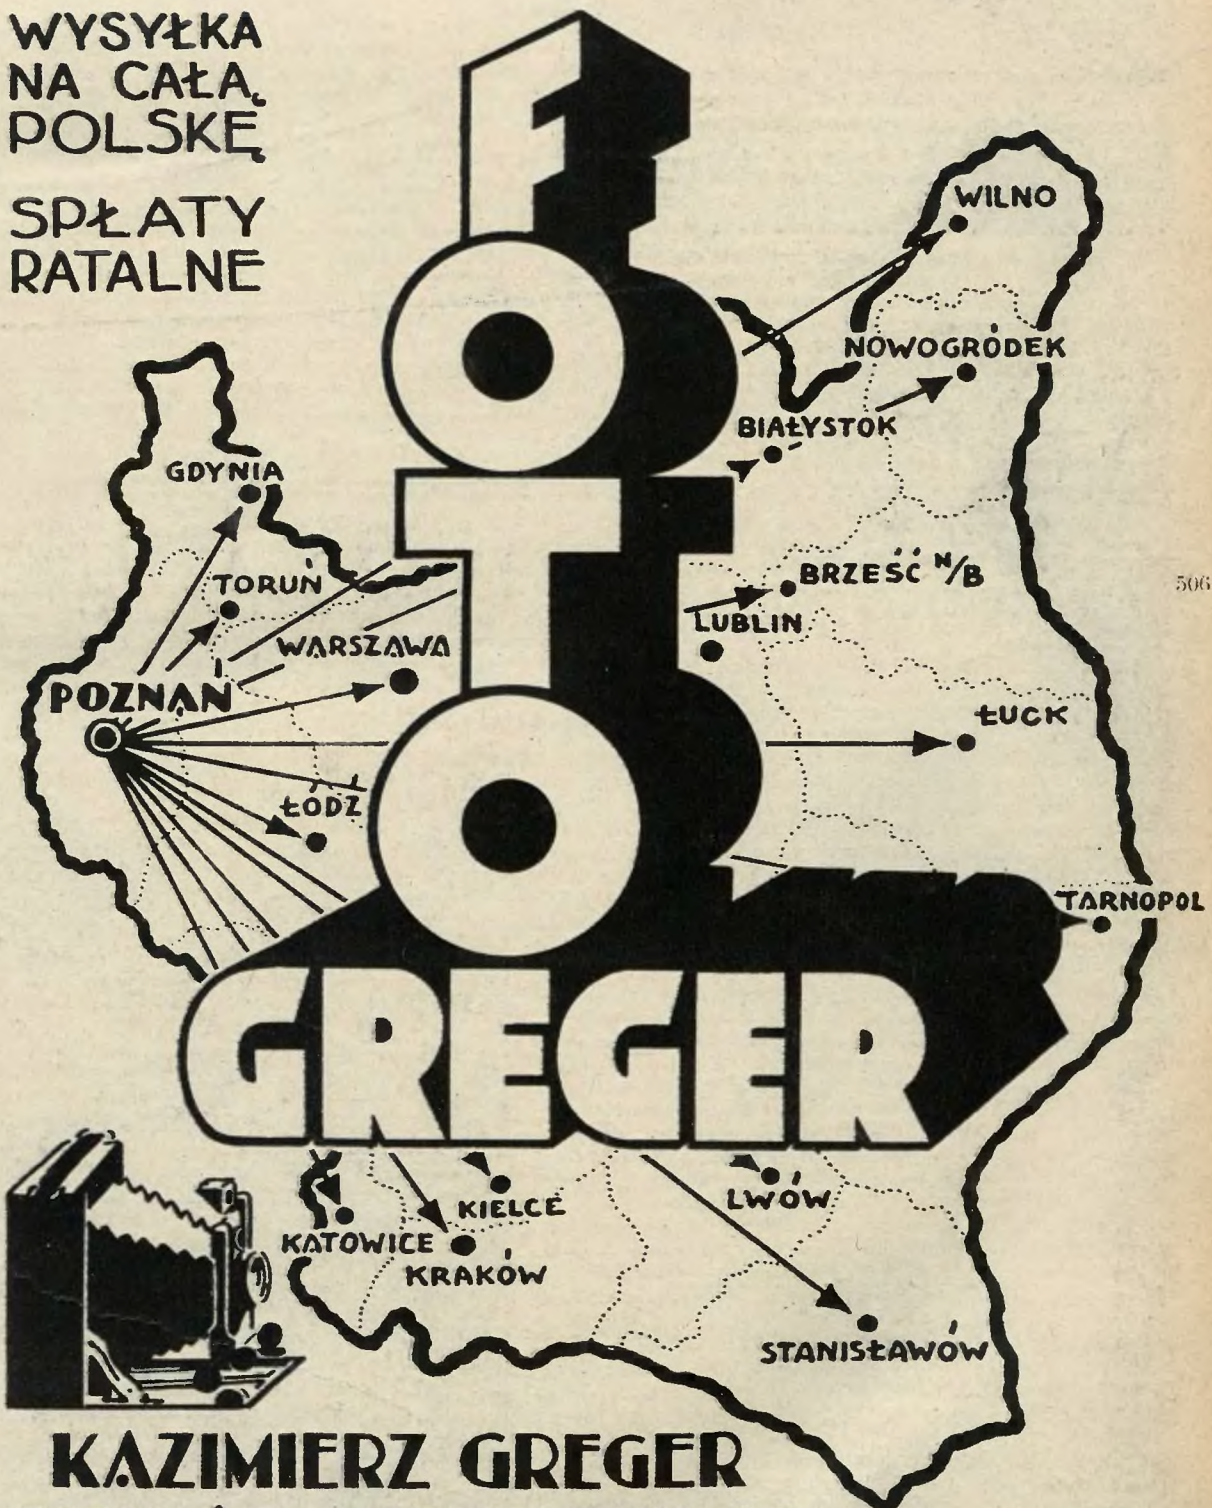 WYSYŁKA
NA CAŁĄ
POLSKĘ
SPŁATY
RATALNE
FOTO
GREGER
WILNO
NOWOGRÓDEK
BIAŁYSTOK
GDYNIA
TORUŃ
BRZEŚĆ N/B
LUBLIN
WARSZAWA
POZNAŃ
ŁUCK
ŁÓDŹ
TARNOPOL
KIELCE
LWÓW
KATOWICE
KRAKÓW
STANISŁAWÓW
KAZIMIERZ GREGER
506